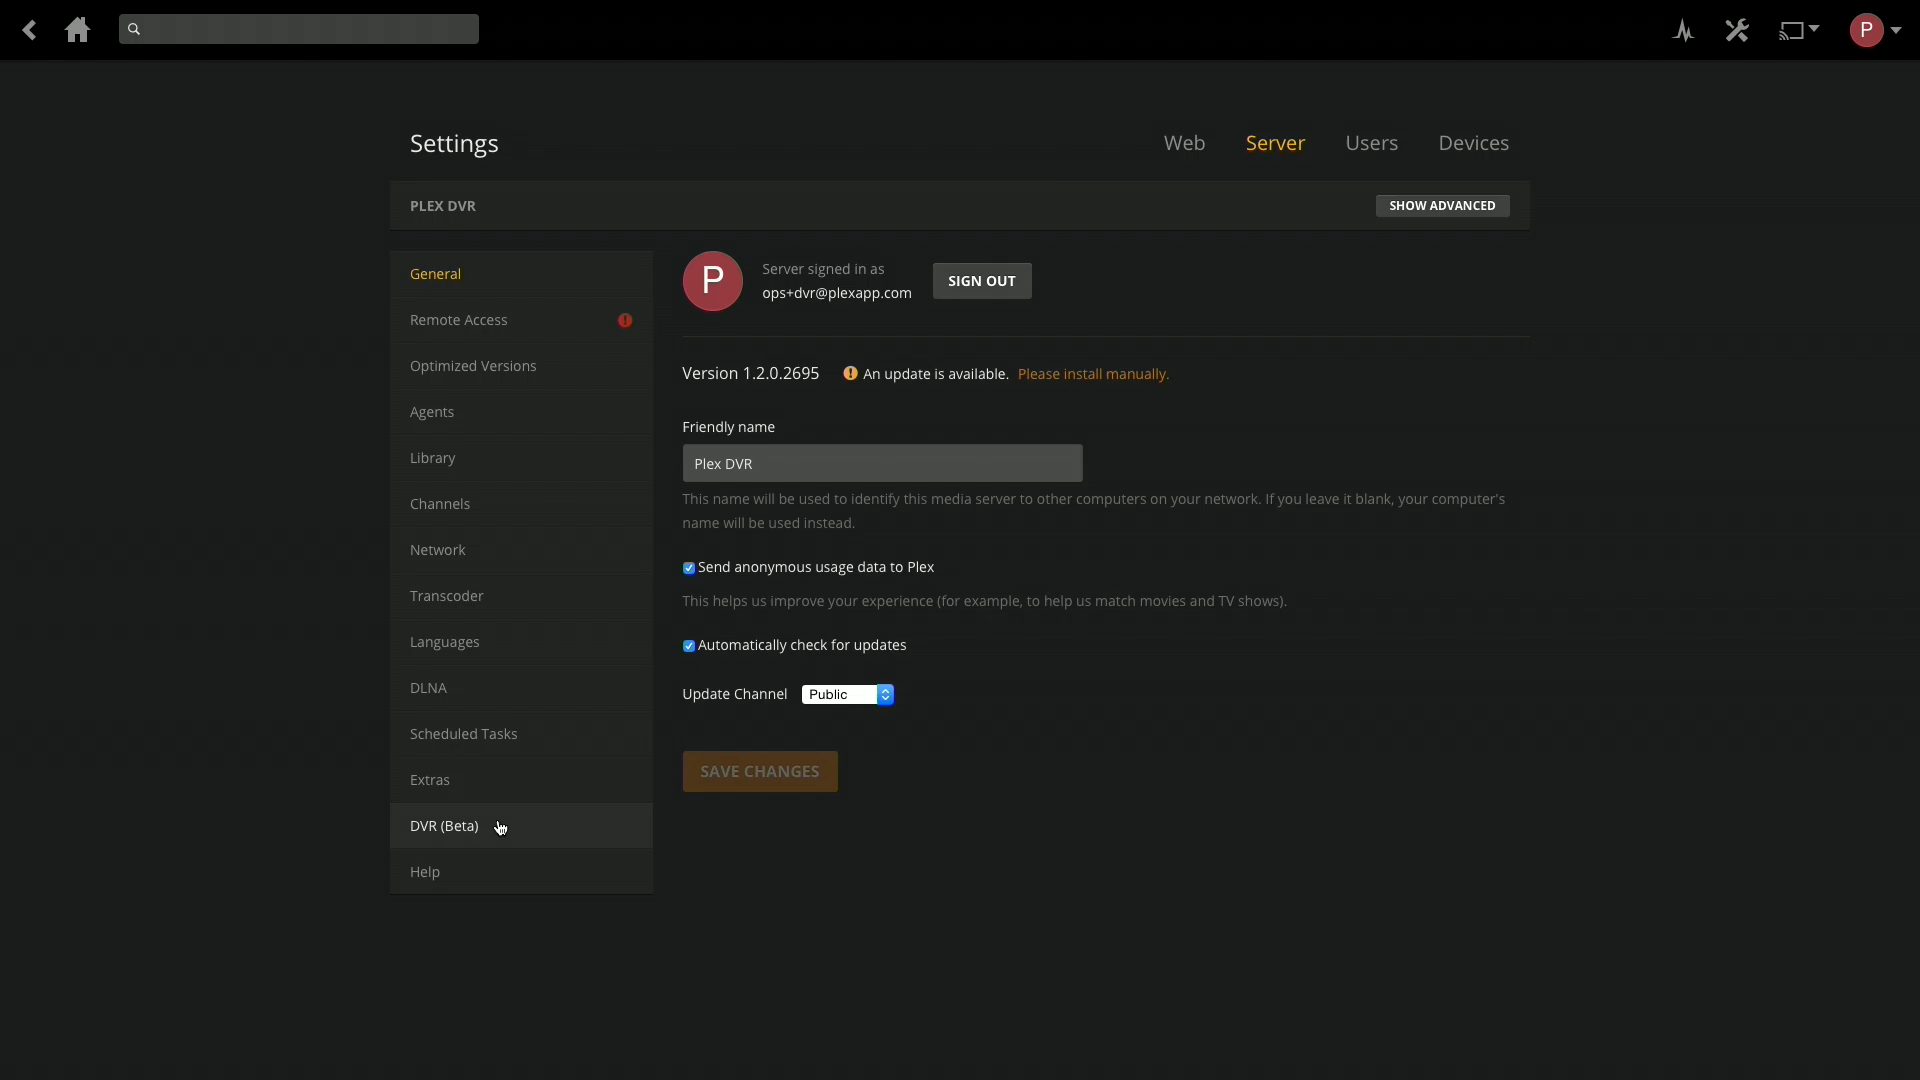 P
Settings
Web Server Users Devices
PLEX DVR
SHOW ADVANCED
General
Remote Access
Optimized Versions
Agents
Library
Channels
Network
Transcoder
Languages
DLNA
Scheduled Tasks
Extras
DVR (Beta)
Help
P
Server signed in as
ops+dvr@plexapp.com
SIGN OUT
Version 1.2.0.2695 An update is available. Please install manually.
Friendly name
Plex DVR
This name will be used to identify this media server to other computers on your network. If you leave it blank, your computer's
name will be used instead.
Send anonymous usage data to Plex
This helps us improve your experience (for example, to help us match movies and TV shows).
Automatically check for updates
Update Channel Public
SAVE CHANGES